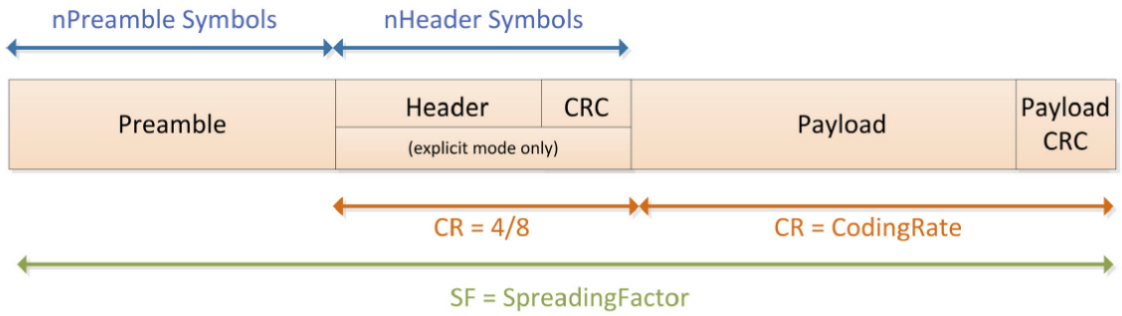 nPreamble Symbols
nHeader Symbols
Preamble
Header
CRC
(explicit mode only)
Payload
Payload
CRC
CR = 4/8
CR = CodingRate
SF = SpreadingFactor